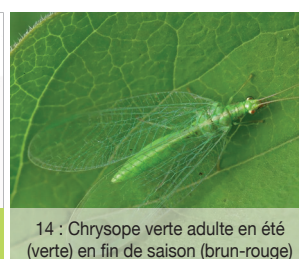 14 : Chrysope verte adulte en été
(verte) en fin de saison (brun-rouge)